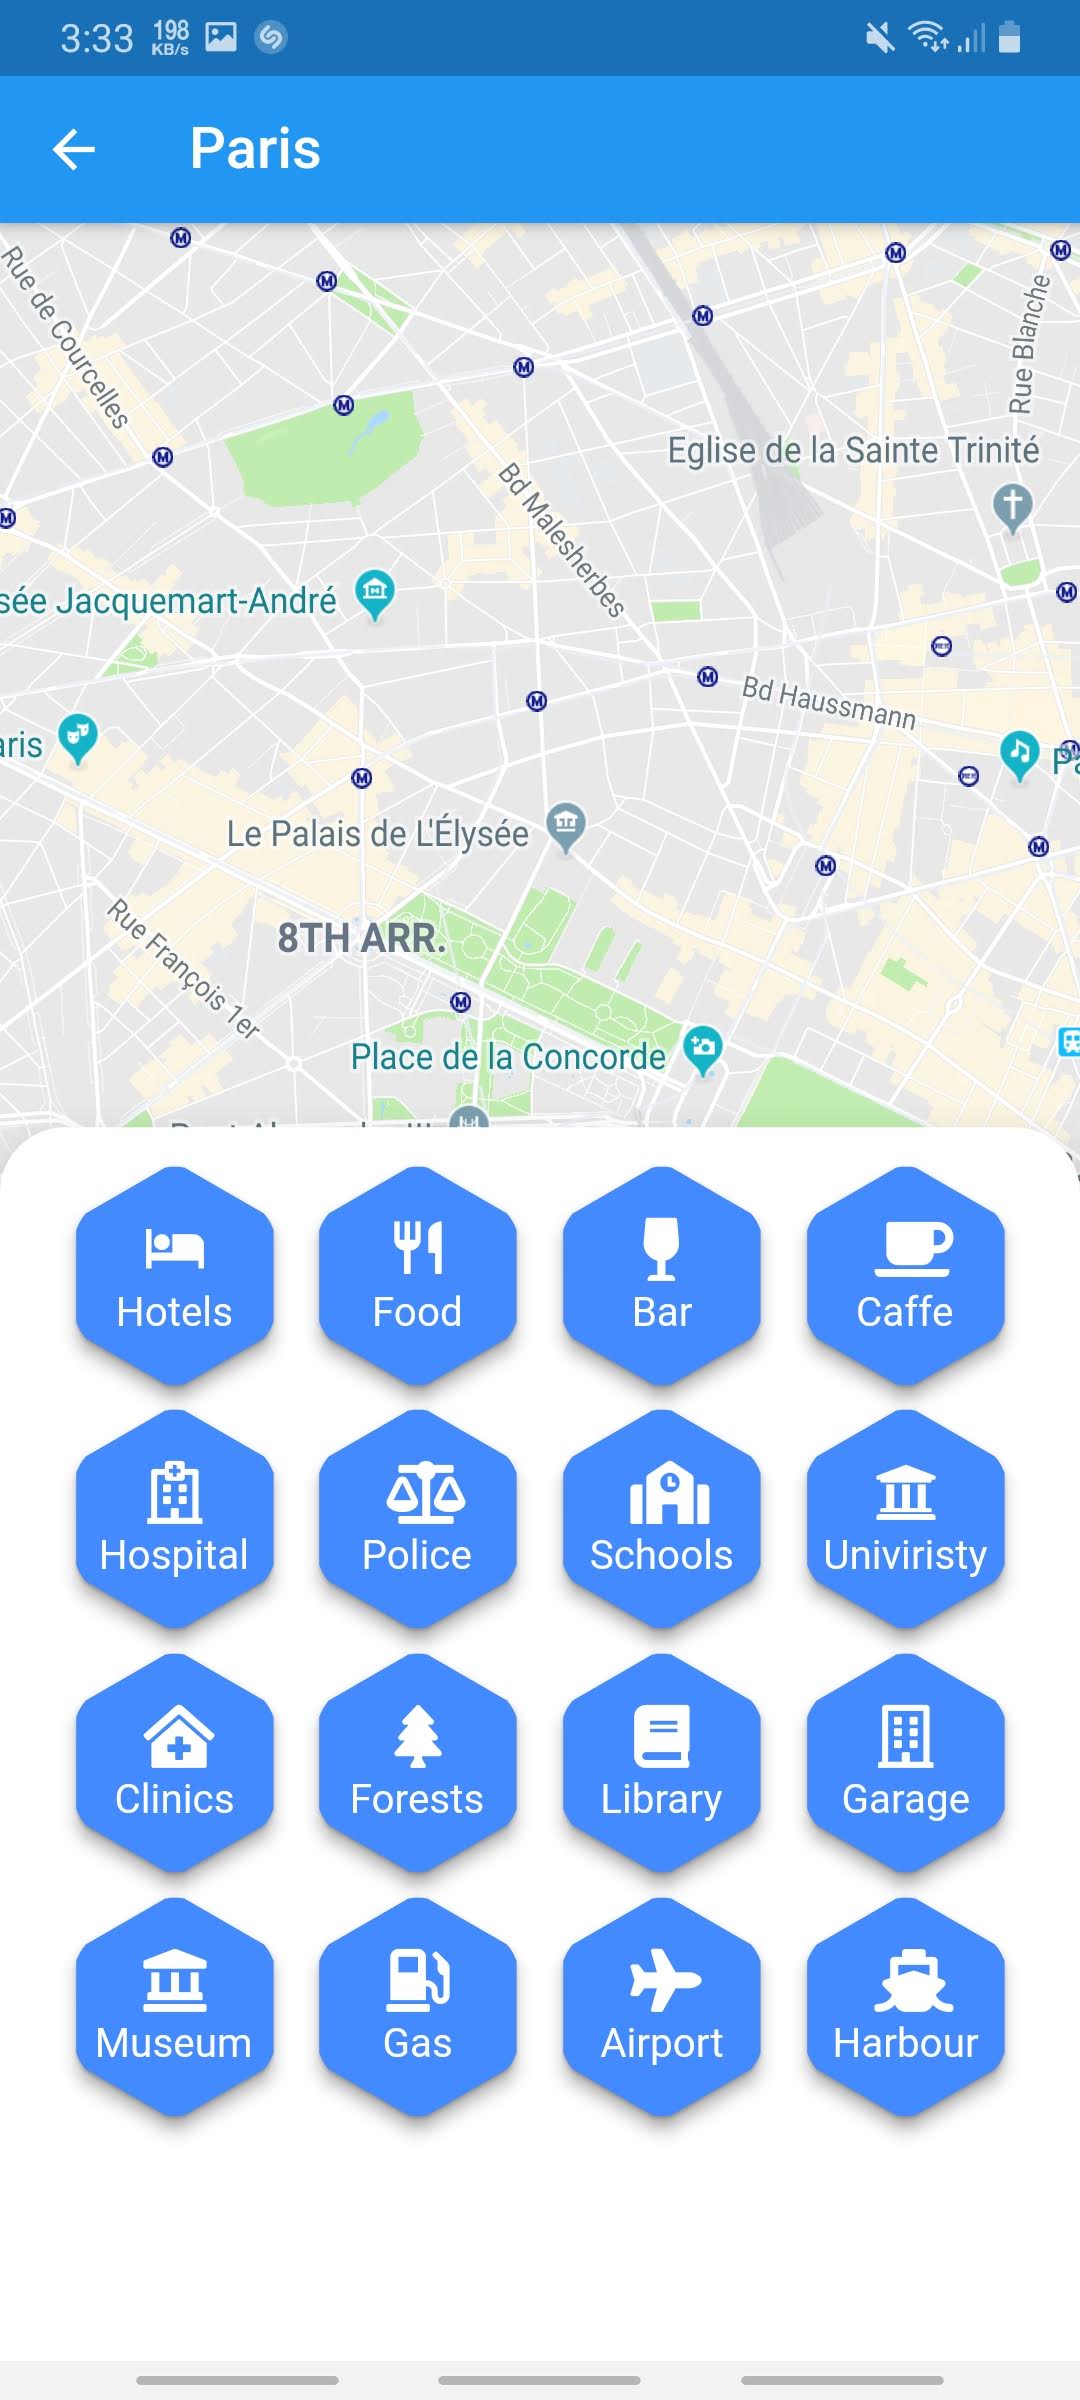 3:33 198 KB/s
Paris
Rue de Courcelles
Rue Blanche
Eglise de la Sainte Trinité
Bd Malesherbes
sée Jacquemart-André
Bd Haussmann
aris
Pa
Le Palais de L'Élysée
8TH ARR.
Rue François 1er
Place de la Concorde
Hotels Food Bar Caffe
Hospital Police Schools Univiristy
Clinics Forests Library Garage
Museum Gas Airport Harbour